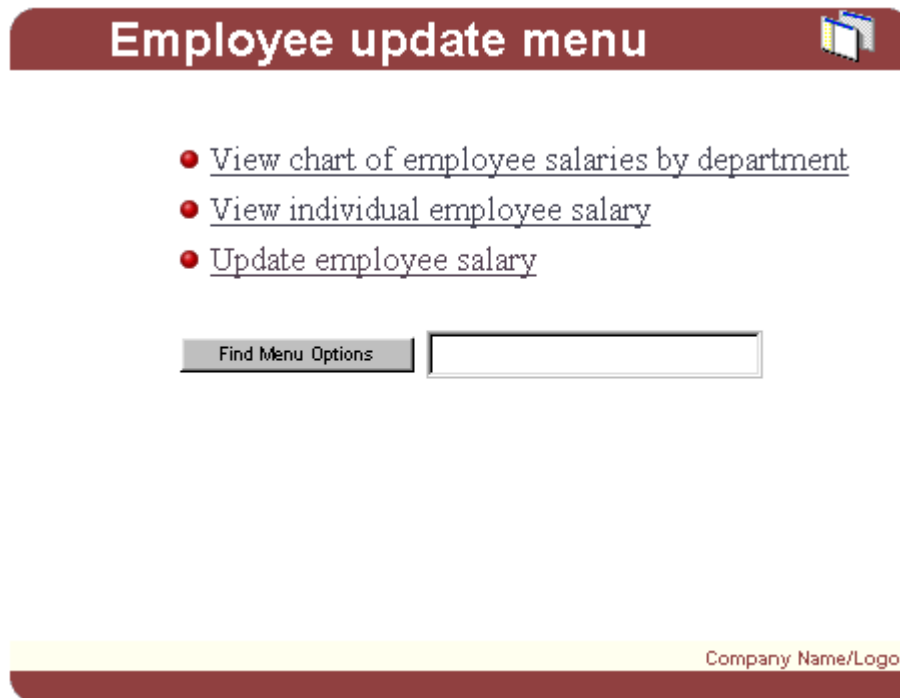 Employee update menu
View chart of employee salaries by department
View individual employee salary
Update employee salary
Find Menu Options
Company Name/Logo